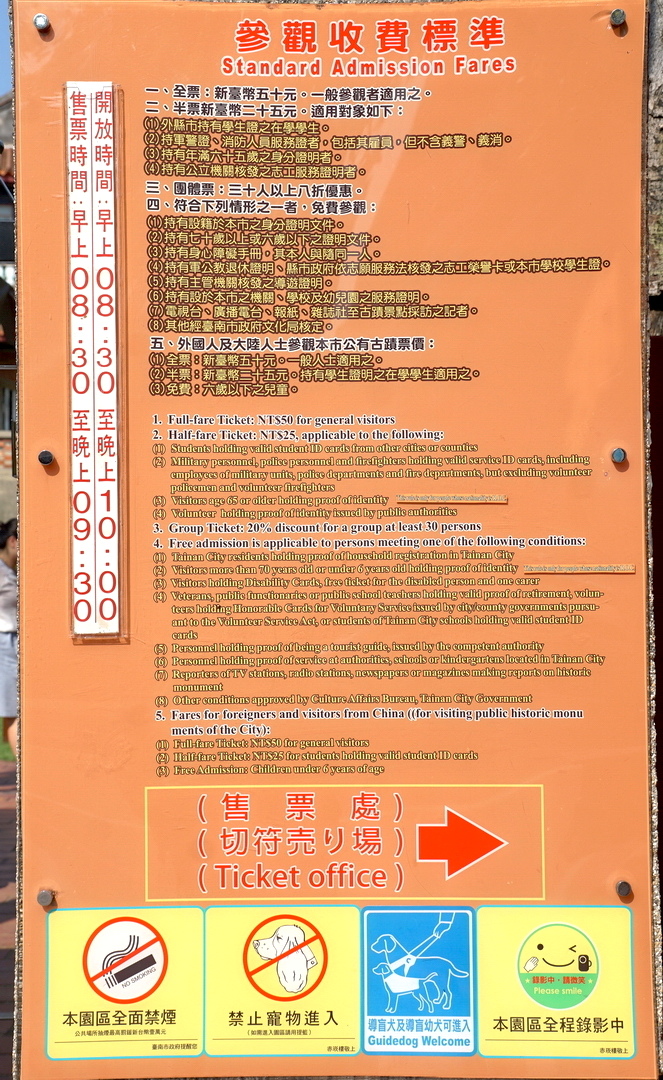 參觀收費標準
Standard Admission Fares
開放時間：早上08：30至晚上10：00
售票時間：早上08：30至晚上09：30
一、全票：新臺幣五十元。一般參觀者適用之。
二、半票新臺幣二十五元。適用對象如下：
(1)外縣市持有學生證之在學學生。
(2)持軍警證、消防人員服務證者，包括其雇員，但不含義警、義消。
(3)持有年滿六十五歲之身分證明者。
(4)持有公立機關核發之志工服務證明者。
三、團體票：三十人以上八折優惠。
四、符合下列情形之一者，免費參觀：
(1)持有設籍於本市之身分證明文件。
(2)持有七十歲以上或六歲以下之證明文件。
(3)持有身心障礙手冊，其本人與隨同一人。
(4)持有軍公教退休證明、縣市政府依志願服務法核發之志工榮譽卡或本市學校學生證。
(5)持有主管機關核發之導遊證明。
(6)持有設於本市之機關、學校及幼兒園之服務證明。
(7)電視台、廣播電台、報紙、雜誌社至古蹟景點採訪之記者。
(8)其他經臺南市政府文化局核定。
五、外國人及大陸人士參觀本市公有古蹟票價：
(1)全票：新臺幣五十元。一般人士適用之。
(2)半票：新臺幣二十五元。持有學生證明之在學學生適用之。
(3)免費：六歲以下之兒童。
1. Full-fare Ticket: NT$50 for general visitors
2. Half-fare Ticket: NT$25, applicable to the following:
(1) Students holding valid student ID cards from other cities or counties
(2) Military personnel, police personnel and firefighters holding valid service ID cards, including
employees of military units, police departments and fire departments, but excluding volunteer
policemen and volunteer firefighters
(3) Visitors age 65 or older holding proof of identity
(4) Volunteer holding proof of identity issued by public authorities
3. Group Ticket: 20% discount for a group at least 30 persons
4. Free admission is applicable to persons meeting one of the following conditions:
(1) Tainan City residents holding proof of household registration in Tainan City
(2) Visitors more than 70 years old or under 6 years old holding proof of identity
(3) Visitors holding Disability Cards, free ticket for the disabled person and one carer
(4) Veterans, public functionaries or public school teachers holding valid proof of retirement, volun-
teers holding Honorable Cards for Voluntary Service issued by city/county governments pursu-
ant to the Volunteer Service Act, or students of Tainan City schools holding valid student ID
cards
(5) Personnel holding proof of being a tourist guide, issued by the competent authority
(6) Personnel holding proof of service at authorities, schools or kindergartens located in Tainan City
(7) Reporters of TV stations, radio stations, newspapers or magazines making reports on historic
monument
(8) Other conditions approved by Culture Affairs Bureau, Tainan City Government
5. Fares for foreigners and visitors from China ((for visiting public historic monu
ments of the City):
(1) Full-fare Ticket: NT$50 for general visitors
(2) Half-fare Ticket: NT$25 for students holding valid student ID cards
(3) Free Admission: Children under 6 years of age
(售票處)
(切符売り場)
(Ticket office)
NO SMOKING
本園區全面禁煙
公共場所抽煙最高罰鍰新台幣壹萬元
臺南市政府提醒您
禁止寵物進入
(如需進入園區請用提籃)
赤崁樓敬上
導盲犬及導盲幼犬可進入
Guidedog Welcome
錄影中・請微笑
Please smile
本園區全程錄影中
赤崁樓敬上